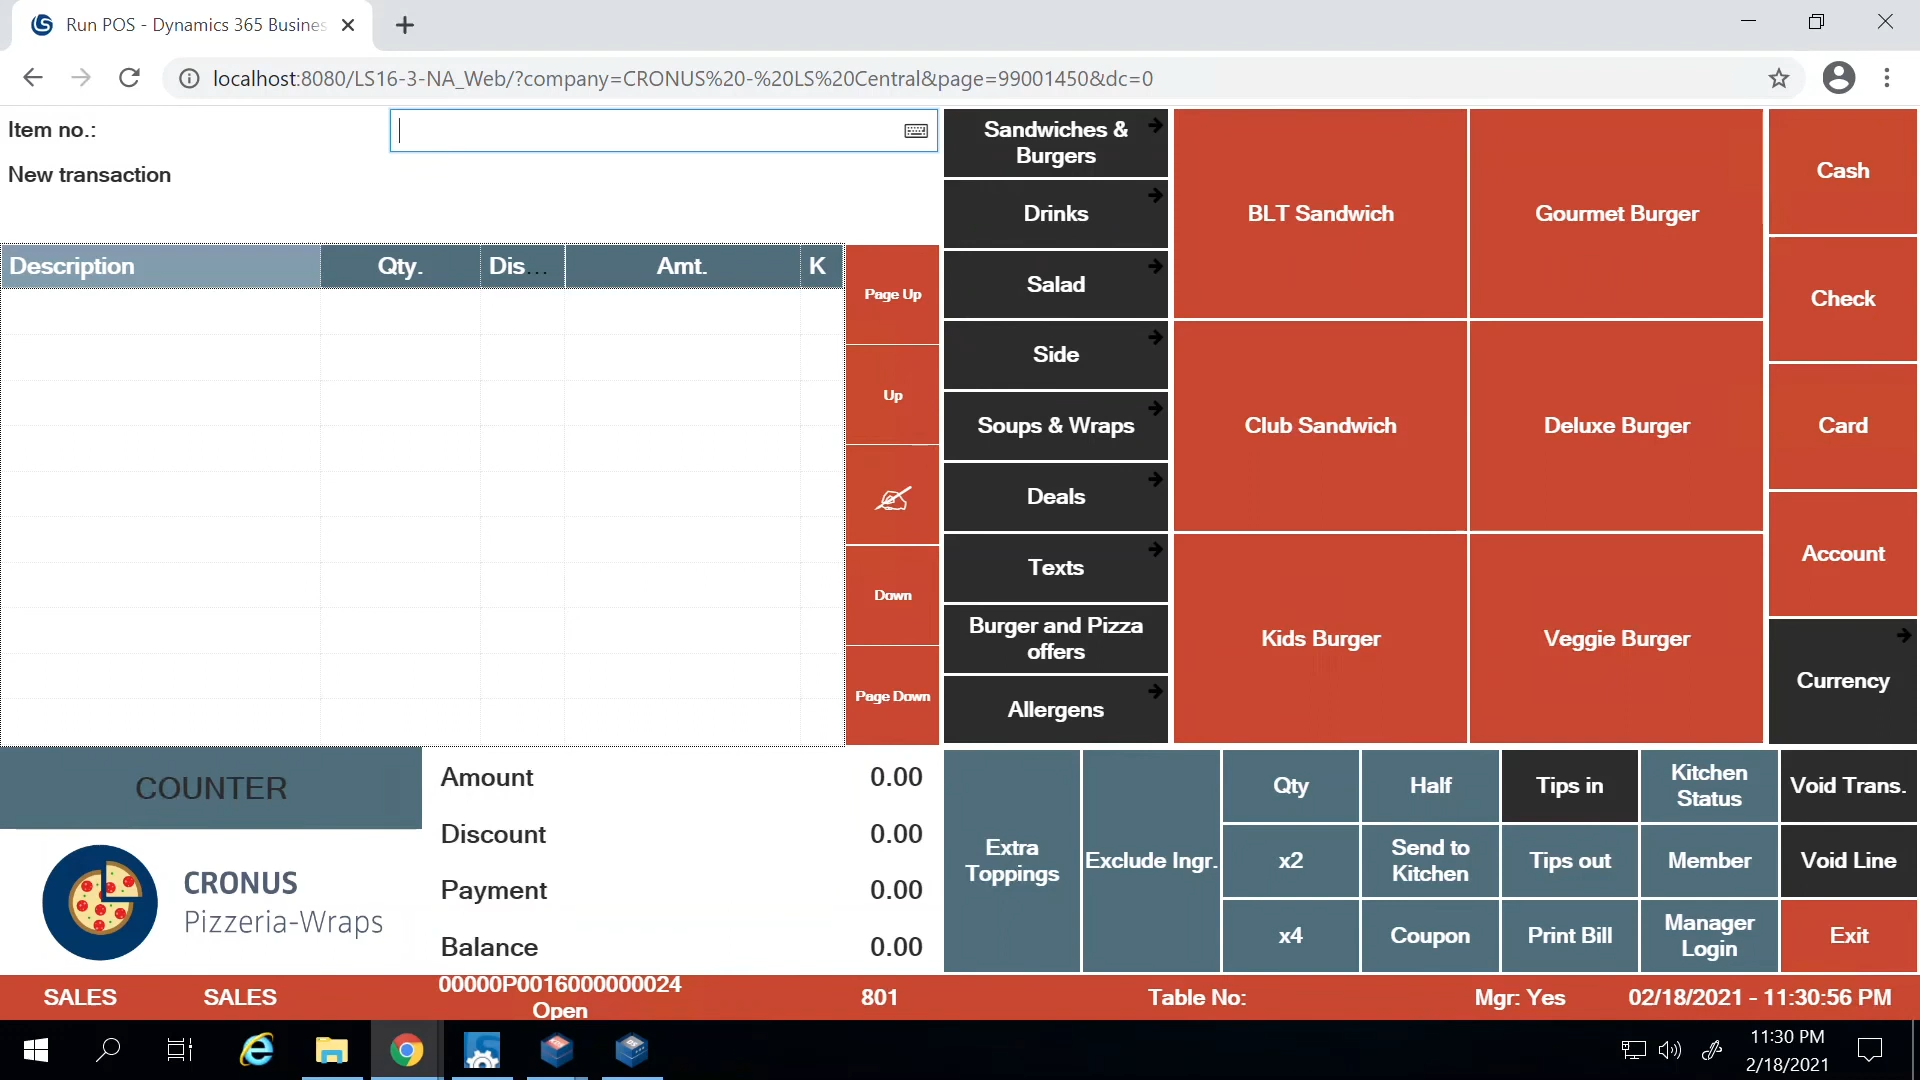 Run POS - Dynamics 365 Busines
localhost:8080/LS16-3-NA_Web/?company=CRONUS%20-%20LS%20Central&page=99001450&dc=0
Item no.:
New transaction
Description Qty. Dis... Amt. K
Page Up
Up
Down
Page Down
Sandwiches &
Burgers
Drinks
Salad
Side
Soups & Wraps
Deals
Texts
Burger and Pizza
offers
Allergens
BLT Sandwich
Gourmet Burger
Club Sandwich
Deluxe Burger
Kids Burger
Veggie Burger
Cash
Check
Card
Account
Currency
COUNTER
CRONUS
Pizzeria-Wraps
Amount 0.00
Discount 0.00
Payment 0.00
Balance 0.00
Extra
Toppings
Exclude Ingr.
Qty
Half
Tips in
Kitchen
Status
Void Trans.
x2
Send to
Kitchen
Tips out
Member
Void Line
x4
Coupon
Print Bill
Manager
Login
Exit
SALES
SALES
00000P0016000000024
Open
801
Table No:
Mgr: Yes
02/18/2021 - 11:30:56 PM
11:30 PM
2/18/2021